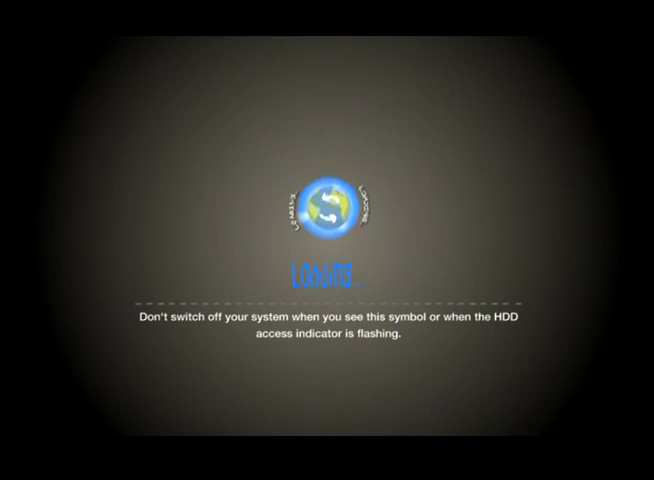 Loading...
Don't switch off your system when you see this symbol or when the HDD
access indicator is flashing.